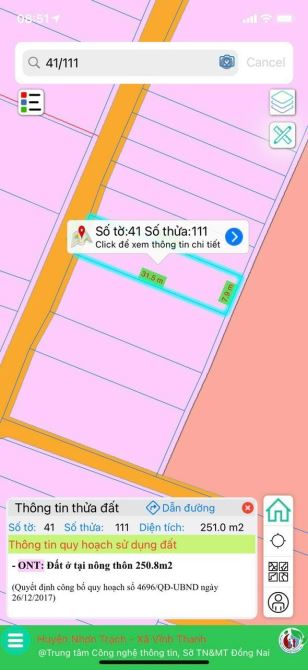 08:51
41/111
Cancel
Số tờ:41 Số thửa:111
Click để xem thông tin chi tiết
31.5 m
7.9 m
Thông tin thửa đất
Dẫn đường
Số tờ: 41 Số thửa: 111 Diện tích: 251.0 m2
Thông tin quy hoạch sử dụng đất
- ONT: Đất ở tại nông thôn 250.8m2
(Quyết định công bố quy hoạch số 4696/QĐ-UBND ngày
26/12/2017)
Huyện Nhơn Trạch - Xã Vĩnh Thanh
@Trung tâm Công nghệ thông tin, Sở TN&MT Đồng Nai